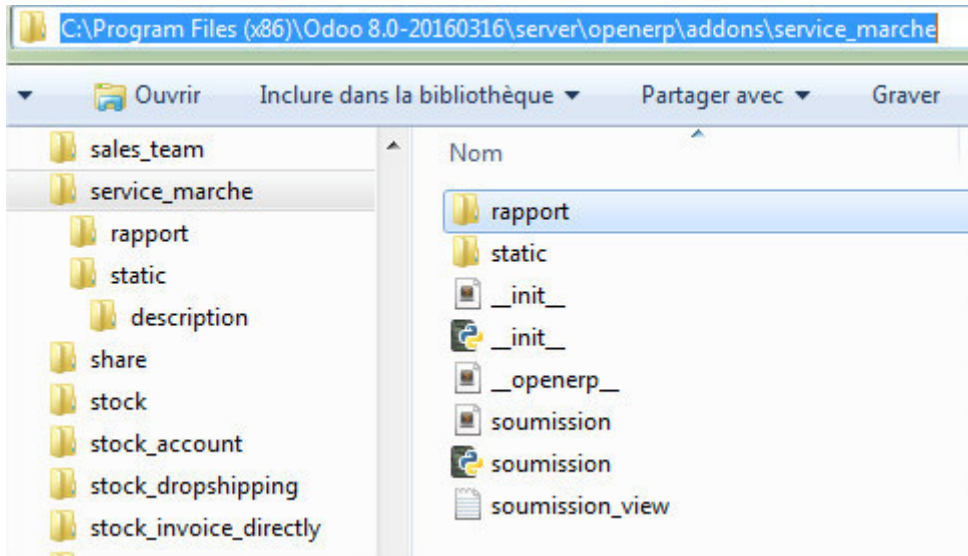 C:\Program Files (x86)\Odoo 8.0-20160316\server\openerp\addons\service_marche
Ouvrir Inclure dans la bibliothèque Partager avec Graver
sales_team
service_marche
rapport
static
description
share
stock
stock_account
stock_dropshipping
stock_invoice_directly
Nom
rapport
static
__init__
__init__
__openerp__
soumission
soumission
soumission_view